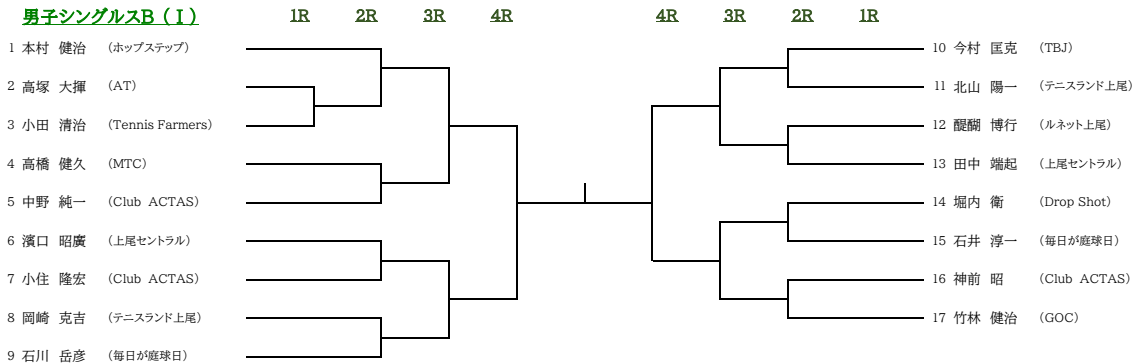 男子シングルスB（Ⅰ） 1R 2R 3R 4R 4R 3R 2R 1R
1 本村 健治 （ホップステップ）
2 高塚 大揮 （AT）
3 小田 清治 （Tennis Farmers）
4 高橋 健久 （MTC）
5 中野 純一 （Club ACTAS）
6 濱口 昭廣 （上尾セントラル）
7 小住 隆宏 （Club ACTAS）
8 岡崎 克吉 （テニスランド上尾）
9 石川 岳彦 （毎日が庭球日）
10 今村 匡克 （TBJ）
11 北山 陽一 （テニスランド上尾）
12 醍醐 博行 （ルネット上尾）
13 田中 端起 （上尾セントラル）
14 堀内 衛 （Drop Shot）
15 石井 淳一 （毎日が庭球日）
16 神前 昭 （Club ACTAS）
17 竹林 健治 （GOC）